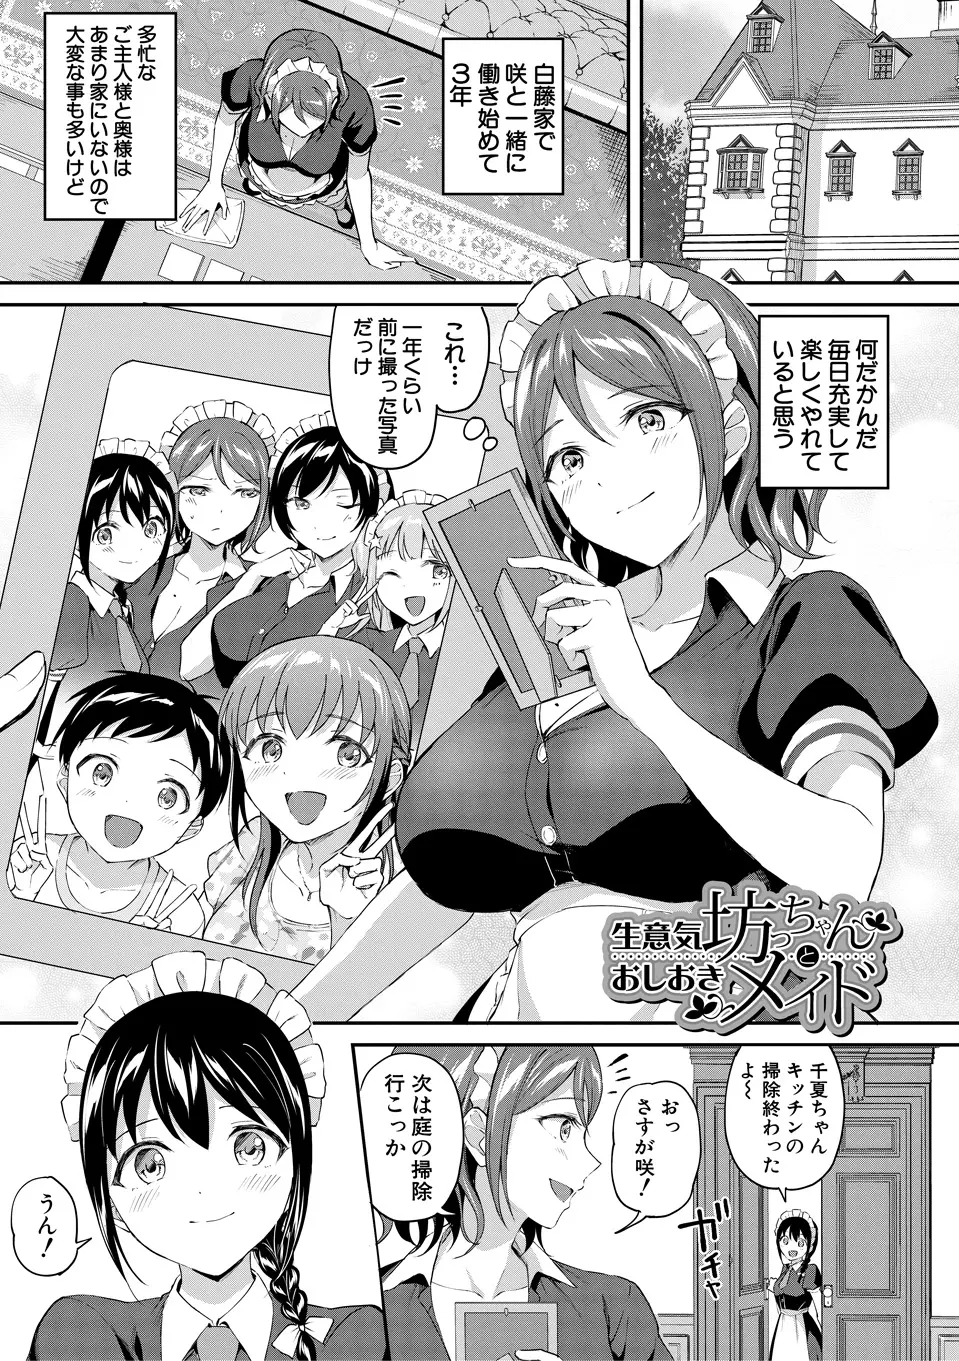 白藤家で
咲と一緒に
働き始めて
3年
多忙な
ご主人様と奥様は
あまり家にいないので
大変な事も多いけど
何だかんだ
毎日充実して
楽しくやれて
いると思う
これ…
一年くらい
前に撮った写真
だっけ
生意気坊っちゃんと
おしおきメイド
千夏ちゃん
キッチンの
掃除終わった
よ～
ガチャ
おっ
さすが咲！
次は庭の掃除
行こっか
うん！